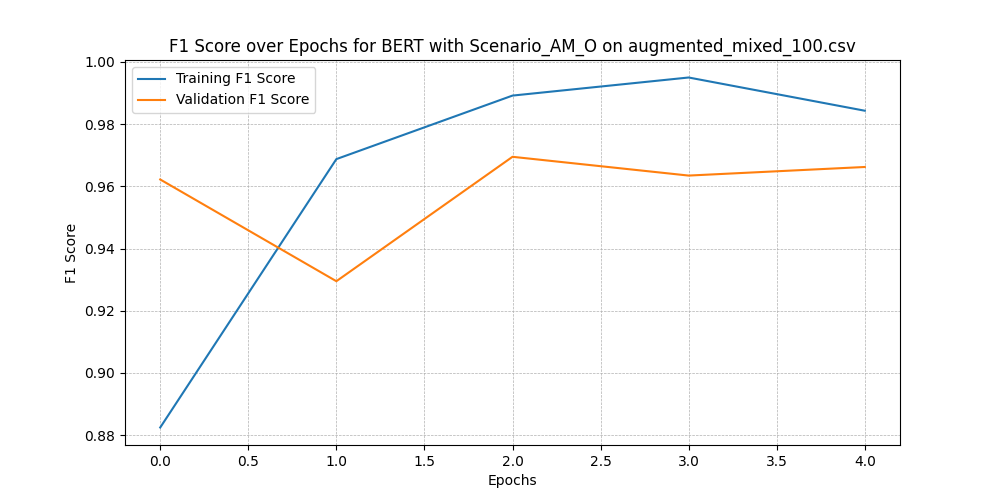 F1 Score over Epochs for BERT with Scenario_AM_O on augmented_mixed_100.csv
Training F1 Score
Validation F1 Score
F1 Score
1.00
0.98
0.96
0.94
0.92
0.90
0.88
0.0 0.5 1.0 1.5 2.0 2.5 3.0 3.5 4.0
Epochs